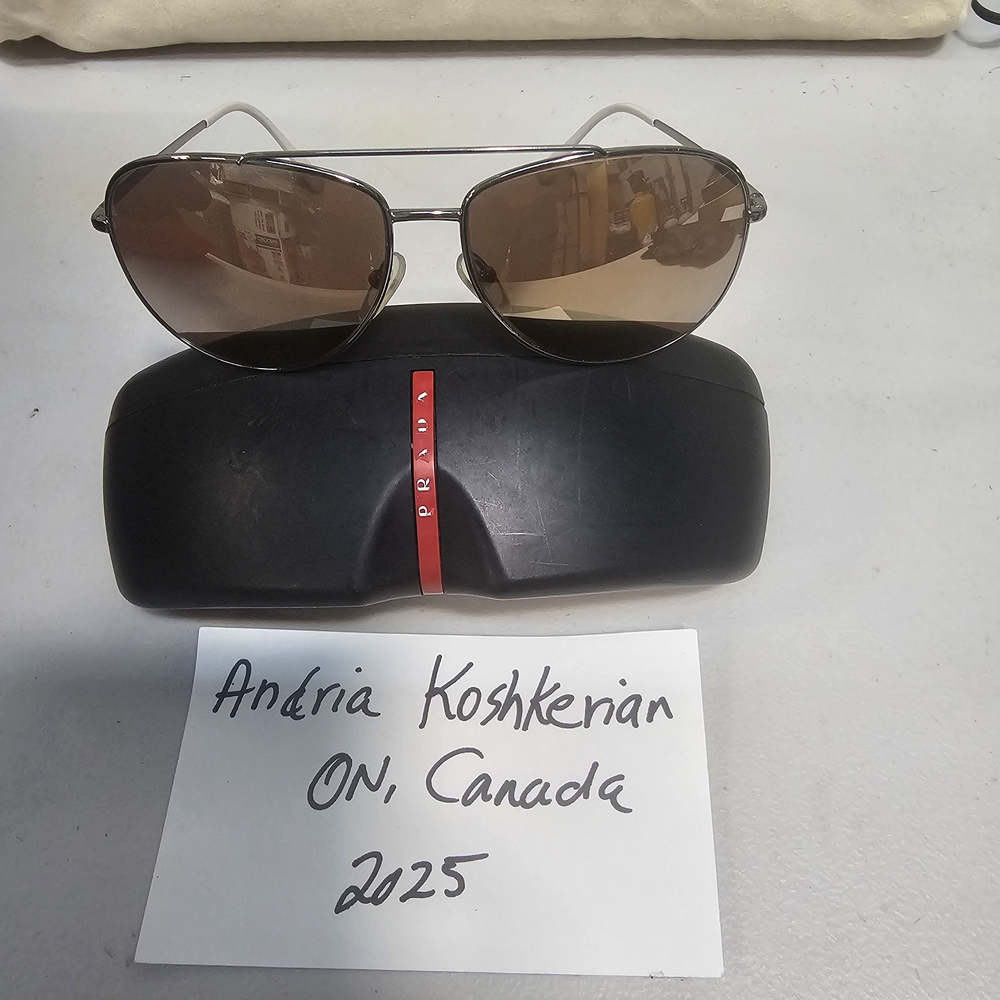 PRADA
Andria Koshkerian
ON, Canada
2025